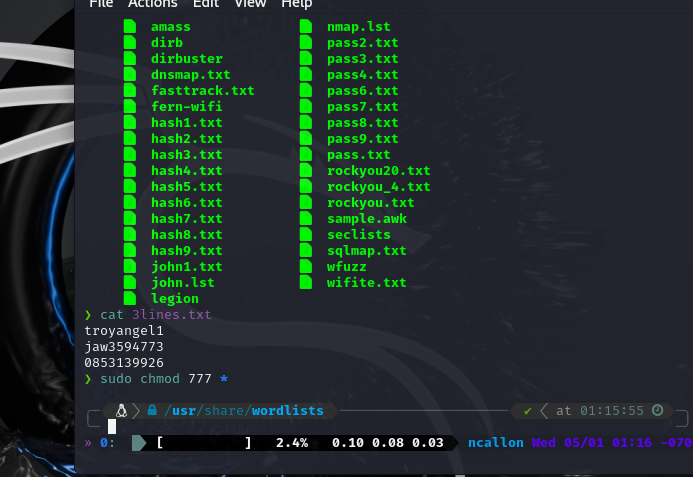 File Actions Edit View Help
amass nmap.lst
dirb pass2.txt
dirbuster pass3.txt
dnsmap.txt pass4.txt
fasttrack.txt pass6.txt
fern-wifi pass7.txt
hash1.txt pass8.txt
hash2.txt pass9.txt
hash3.txt pass.txt
hash4.txt rockyou20.txt
hash5.txt rockyou_4.txt
hash6.txt rockyou.txt
hash7.txt sample.awk
hash8.txt seclists
hash9.txt sqlmap.txt
john1.txt wfuzz
john.lst wifite.txt
legion
❯ cat 3lines.txt
troyangel1
jaw3594773
0853139926
❯ sudo chmod 777 *
/usr/share/wordlists ✔ at 01:15:55
» 0: [ ] 2.4% 0.10 0.08 0.03 ncallon Wed 05/01 01:16 -070